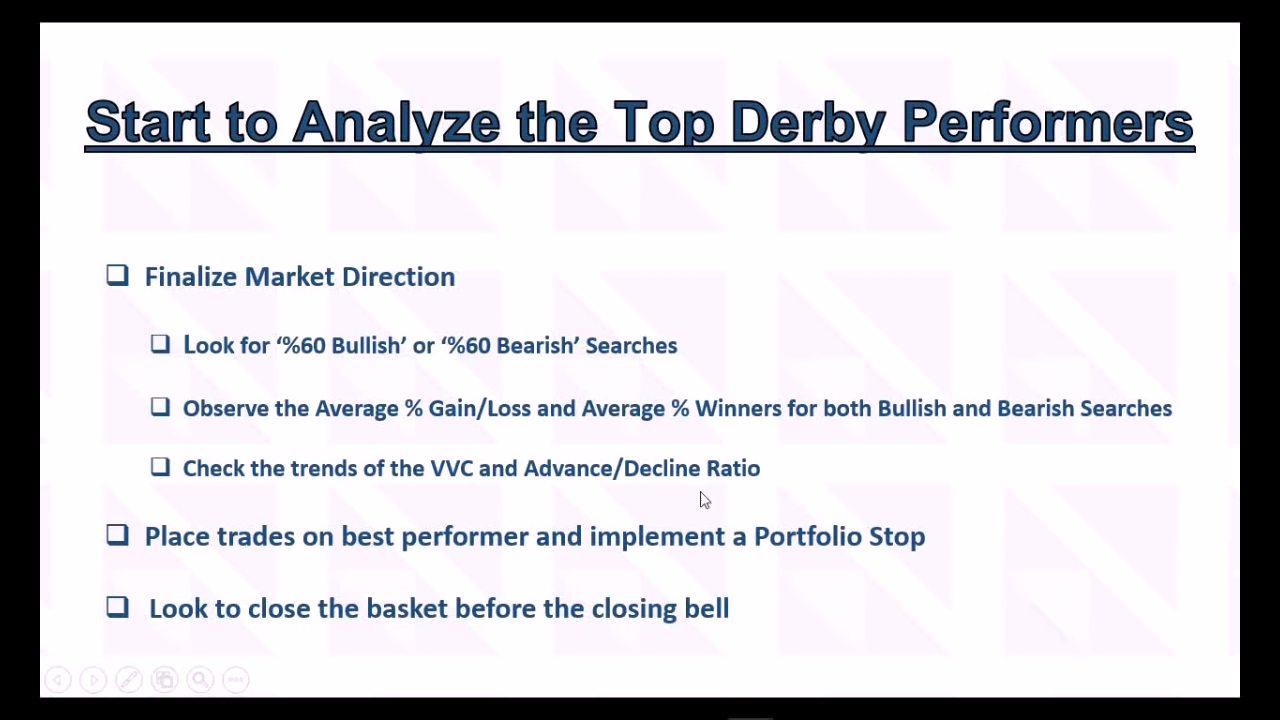 Start to Analyze the Top Derby Performers
Finalize Market Direction
Look for ‘%60 Bullish’ or ‘%60 Bearish’ Searches
Observe the Average % Gain/Loss and Average % Winners for both Bullish and Bearish Searches
Check the trends of the VVC and Advance/Decline Ratio
Place trades on best performer and implement a Portfolio Stop
Look to close the basket before the closing bell